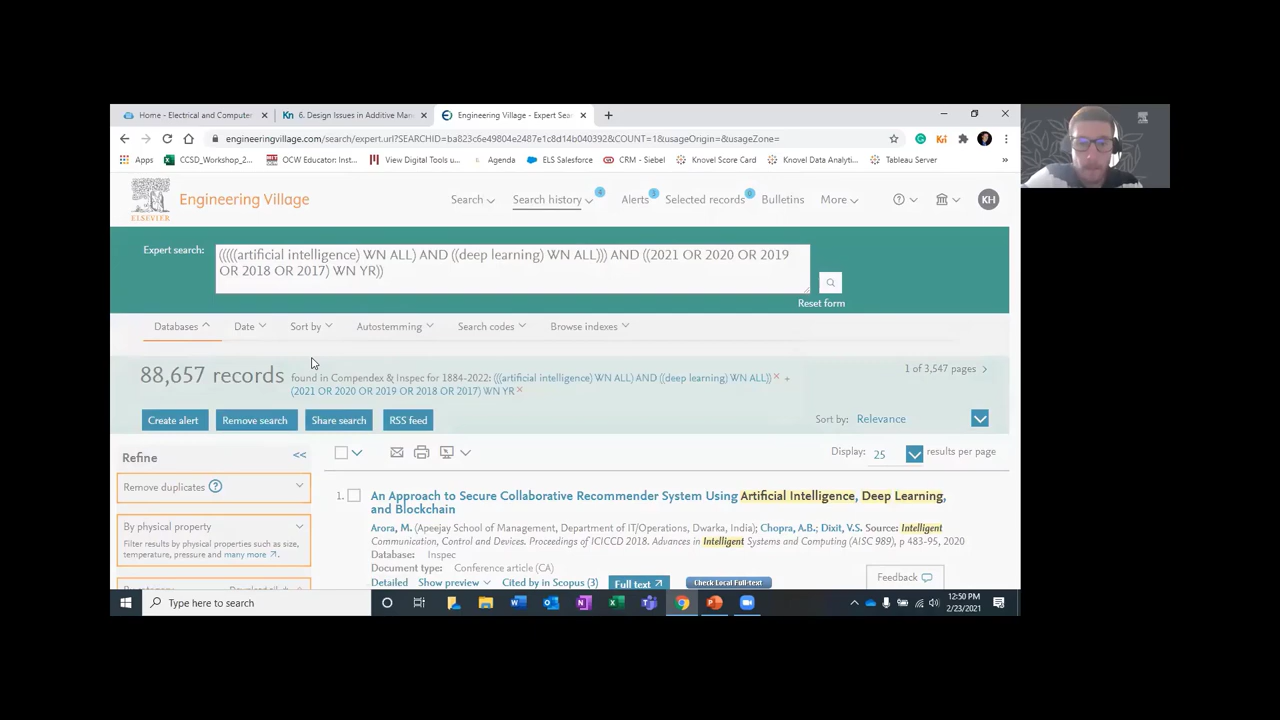 Home - Electrical and Computer
Kn 6. Design Issues in Additive Man
Engineering Village - Expert Sea
engineeringvillage.com/search/expert.url?SEARCHID=ba823c6e49804e2487e1c8d14b040392&COUNT=1&usageOrigin=&usageZone=
Apps CCSD_Workshop_2... OCW Educator: Inst... View Digital Tools u... Agenda ELS Salesforce CRM - Siebel Knovel Score Card Knovel Data Analyti... Tableau Server »
ELSEVIER
Engineering Village
Search Search history 4 Alerts 5 Selected records 6 Bulletins More KH
Expert search:
(((((artificial intelligence) WN ALL) AND ((deep learning) WN ALL))) AND ((2021 OR 2020 OR 2019
OR 2018 OR 2017) WN YR))
Reset form
Databases Date Sort by Autostemming Search codes Browse indexes
88,657 records
found in Compendex & Inspec for 1884-2022: (((artificial intelligence) WN ALL) AND ((deep learning) WN ALL)) × +
(2021 OR 2020 OR 2019 OR 2018 OR 2017) WN YR ×
1 of 3,547 pages >
Create alert Remove search Share search RSS feed
Sort by: Relevance
Refine <<
Display: 25 results per page
Remove duplicates ?
By physical property
Filter results by physical properties such as size,
temperature, pressure and many more
1. An Approach to Secure Collaborative Recommender System Using Artificial Intelligence, Deep Learning,
and Blockchain
Arora, M. (Apeejay School of Management, Department of IT/Operations, Dwarka, India); Chopra, A.B.; Dixit, V.S. Source: Intelligent
Communication, Control and Devices. Proceedings of ICICCD 2018. Advances in Intelligent Systems and Computing (AISC 989), p 483-95, 2020
Database: Inspec
Document type: Conference article (CA)
Detailed Show preview Cited by in Scopus (3) Full text Check Local Full-text
Feedback
Type here to search
12:50 PM
2/23/2021